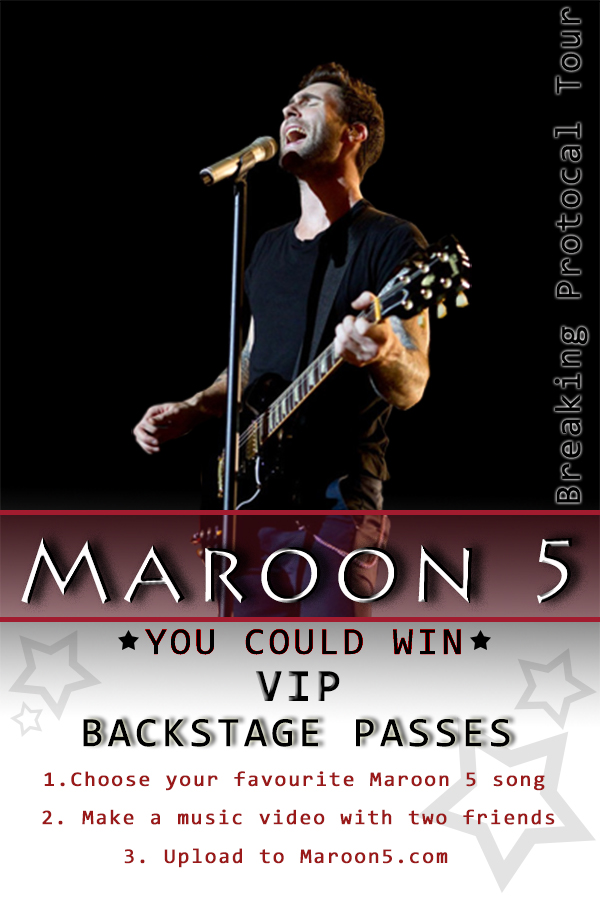 Breaking Protocal Tour
MAROON 5
★YOU COULD WIN★
VIP
BACKSTAGE PASSES
1.Choose your favourite Maroon 5 song
2. Make a music video with two friends
3. Upload to Maroon5.com